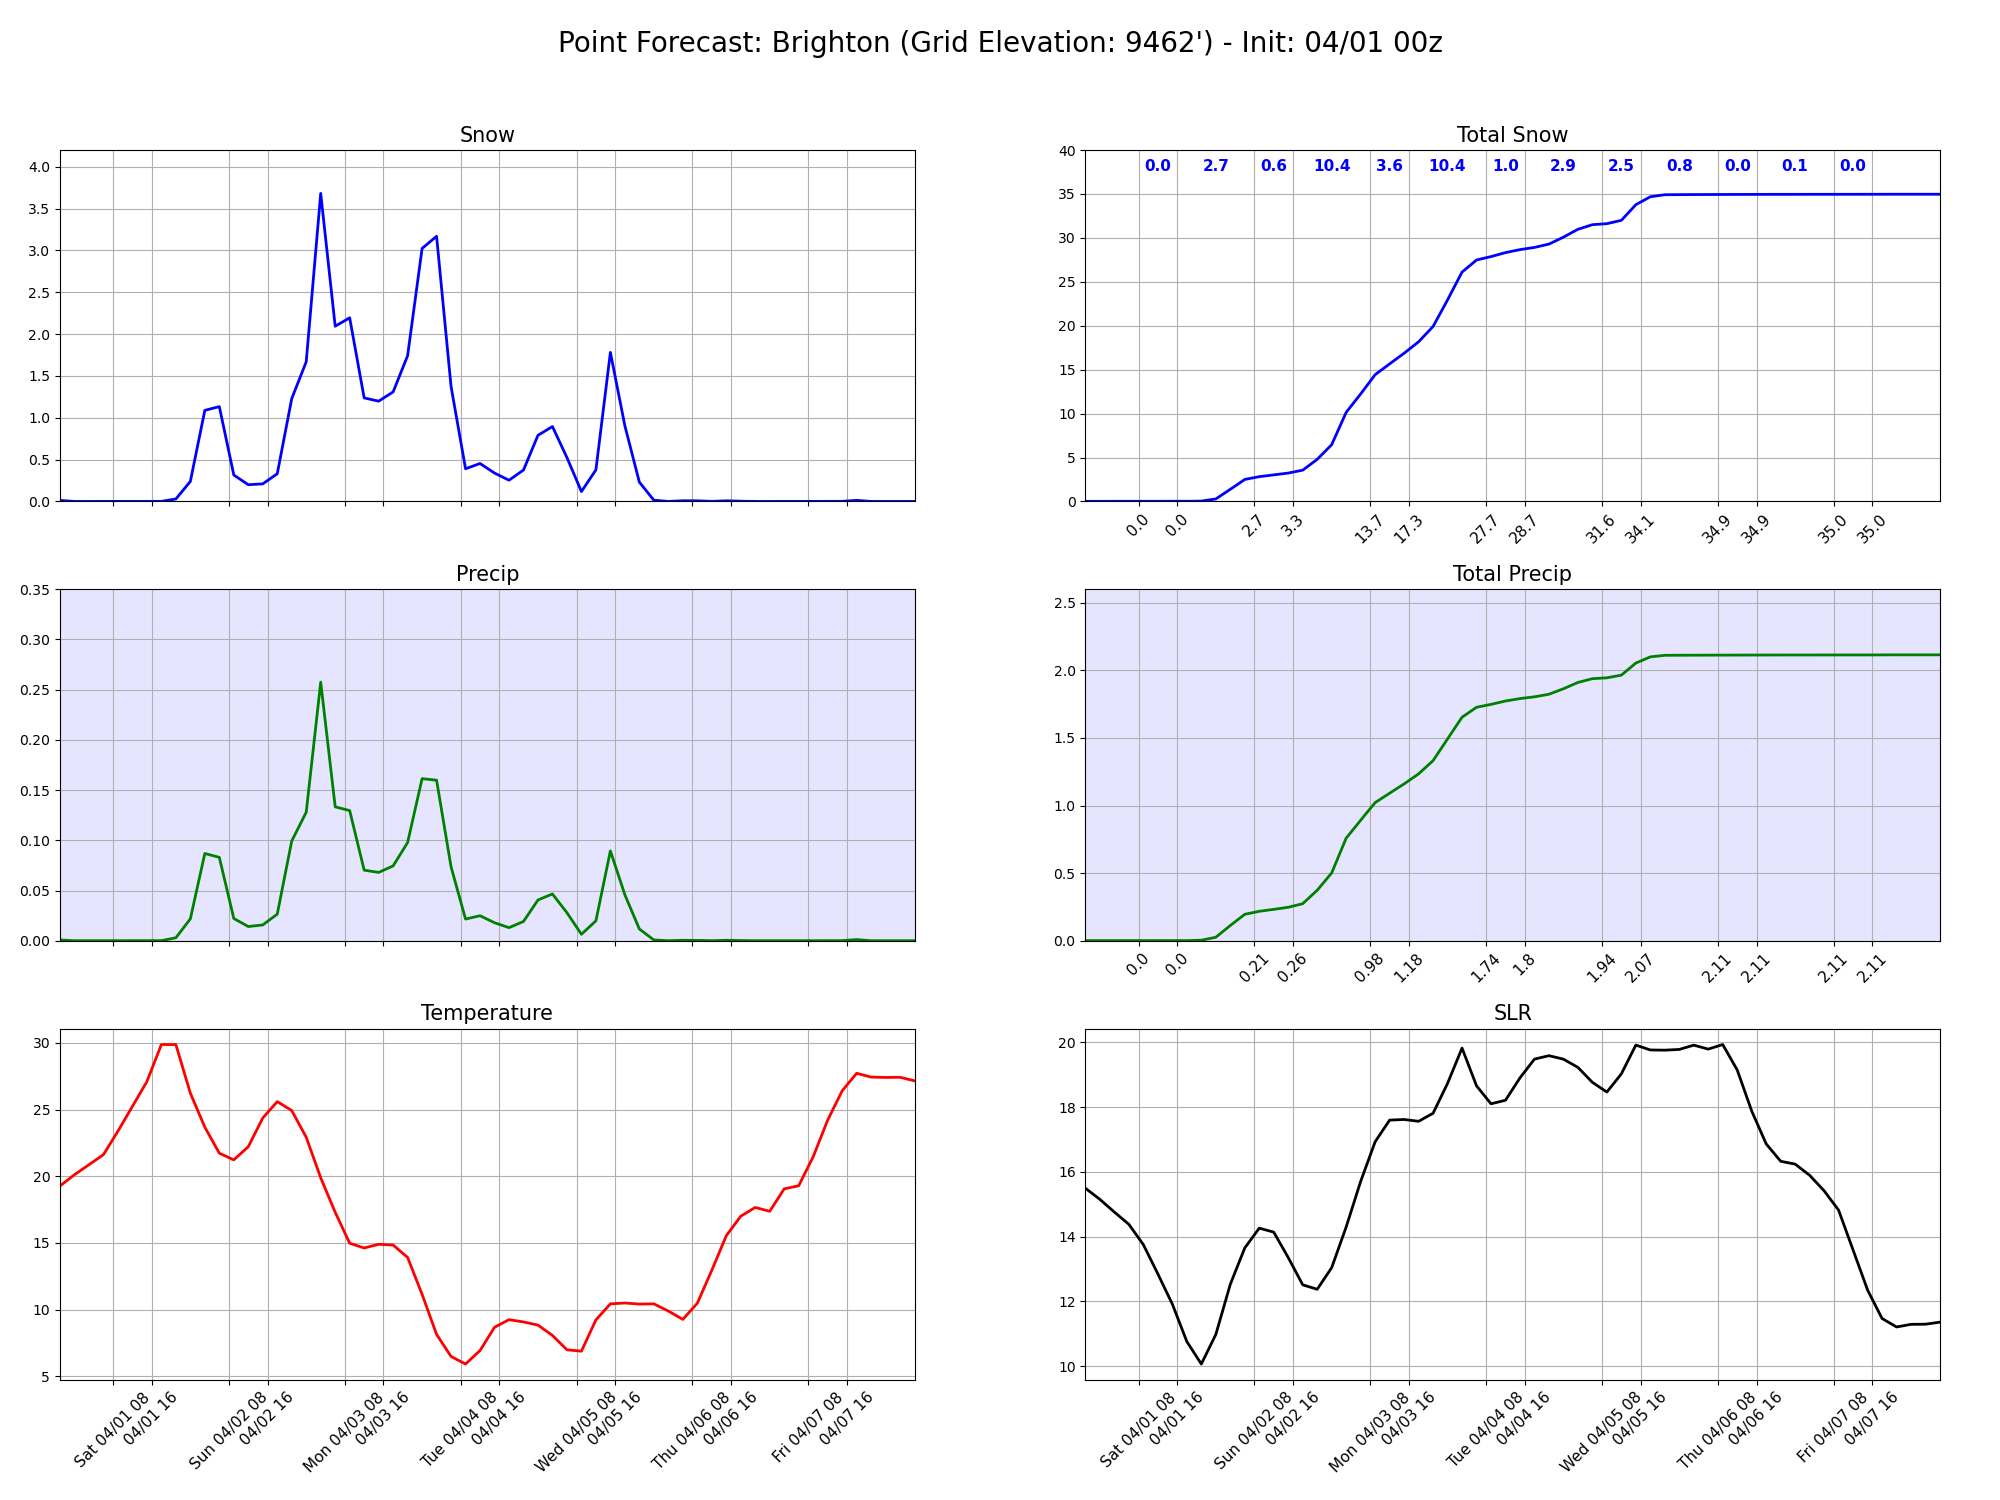 Point Forecast: Brighton (Grid Elevation: 9462') - Init: 04/01 00z
Snow
4.0
3.5
3.0
2.5
2.0
1.5
1.0
0.5
0.0
Total Snow
0.0 2.7 0.6 10.4 3.6 10.4 1.0 2.9 2.5 0.8 0.0 0.1 0.0
40
35
30
25
20
15
10
5
0
0.0 0.0 2.7 3.3 13.7 17.3 27.7 28.7 31.6 34.1 34.9 34.9 35.0 35.0
Precip
0.35
0.30
0.25
0.20
0.15
0.10
0.05
0.00
Total Precip
2.5
2.0
1.5
1.0
0.5
0.0
0.0 0.0 0.21 0.26 0.98 1.18 1.74 1.8 1.94 2.07 2.11 2.11 2.11 2.11
Temperature
30
25
20
15
10
5
Sat 04/01 08
04/01 16
Sun 04/02 08
04/02 16
Mon 04/03 08
04/03 16
Tue 04/04 08
04/04 16
Wed 04/05 08
04/05 16
Thu 04/06 08
04/06 16
Fri 04/07 08
04/07 16
SLR
20
18
16
14
12
10
Sat 04/01 08
04/01 16
Sun 04/02 08
04/02 16
Mon 04/03 08
04/03 16
Tue 04/04 08
04/04 16
Wed 04/05 08
04/05 16
Thu 04/06 08
04/06 16
Fri 04/07 08
04/07 16